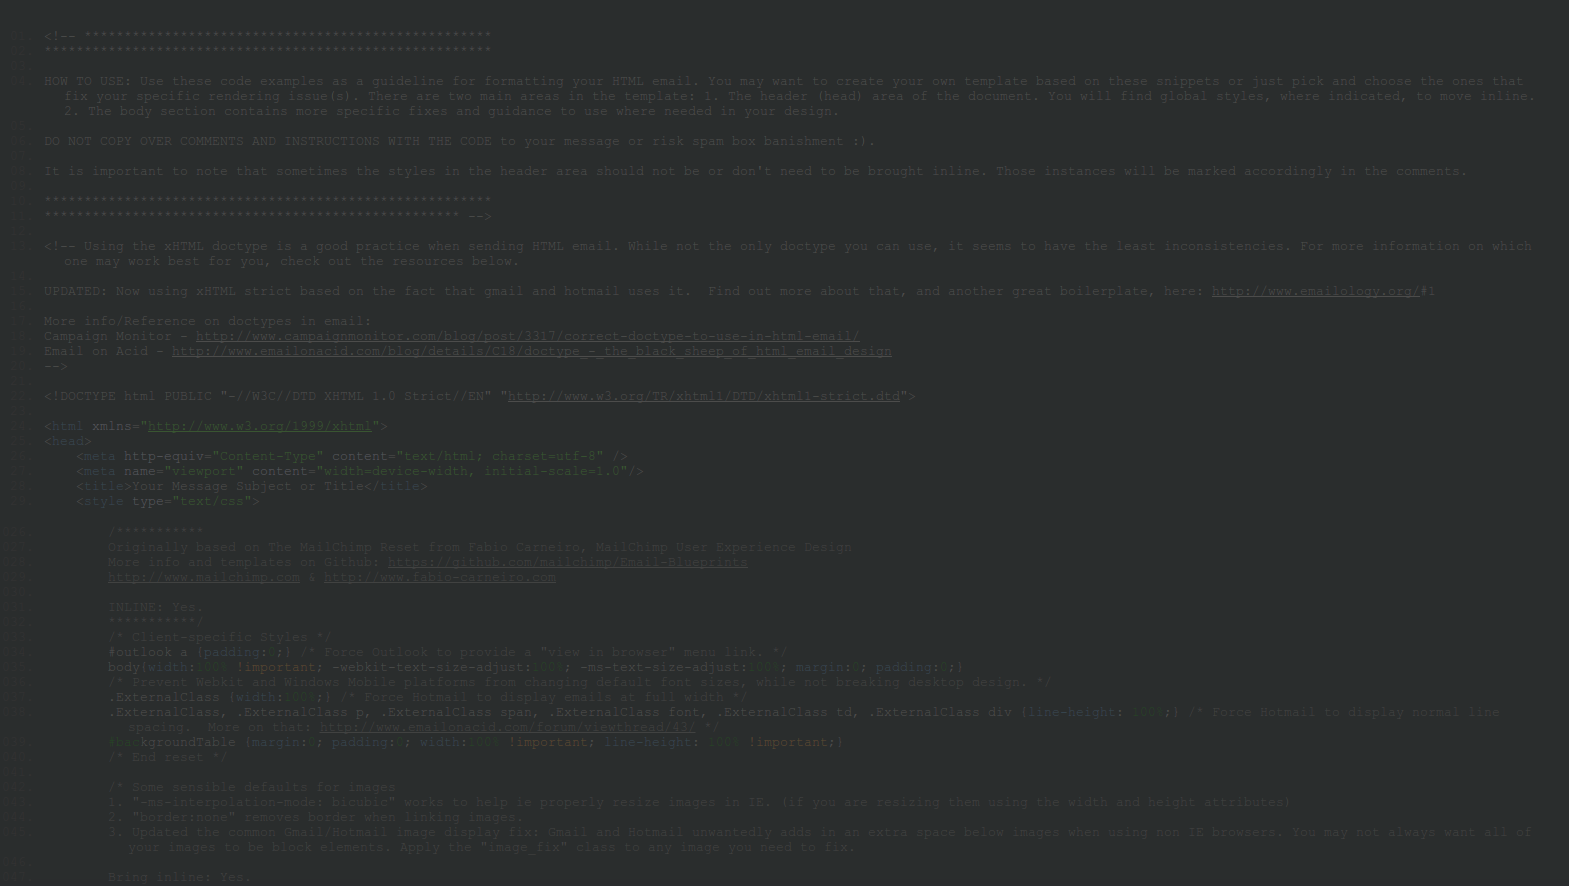 <!-- ***************************************************
********************************************************
HOW TO USE: Use these code examples as a guideline for formatting your HTML email. You may want to create your own template based on these snippets or just pick and choose the ones that
fix your specific rendering issue(s). There are two main areas in the template: 1. The header (head) area of the document. You will find global styles, where indicated, to move inline.
2. The body section contains more specific fixes and guidance to use where needed in your design.
DO NOT COPY OVER COMMENTS AND INSTRUCTIONS WITH THE CODE to your message or risk spam box banishment :).
It is important to note that sometimes the styles in the header area should not be or don't need to be brought inline. Those instances will be marked accordingly in the comments.
********************************************************
**************************************************** -->
<!-- Using the xHTML doctype is a good practice when sending HTML email. While not the only doctype you can use, it seems to have the least inconsistencies. For more information on which
one may work best for you, check out the resources below.
UPDATED: Now using xHTML strict based on the fact that gmail and hotmail uses it.  Find out more about that, and another great boilerplate, here: http://www.emailology.org/#1
More info/Reference on doctypes in email:
Campaign Monitor - http://www.campaignmonitor.com/blog/post/3317/correct-doctype-to-use-in-html-email/
Email on Acid - http://www.emailonacid.com/blog/details/C18/doctype_-_the_black_sheep_of_html_email_design
-->
<!DOCTYPE html PUBLIC "-//W3C//DTD XHTML 1.0 Strict//EN" "http://www.w3.org/TR/xhtml1/DTD/xhtml1-strict.dtd">
<html xmlns="http://www.w3.org/1999/xhtml">
<head>
<meta http-equiv="Content-Type" content="text/html; charset=utf-8" />
<meta name="viewport" content="width=device-width, initial-scale=1.0"/>
<title>Your Message Subject or Title</title>
<style type="text/css">
/***********
Originally based on The MailChimp Reset from Fabio Carneiro, MailChimp User Experience Design
More info and templates on Github: https://github.com/mailchimp/Email-Blueprints
http://www.mailchimp.com & http://www.fabio-carneiro.com
INLINE: Yes.
***********/
/* Client-specific Styles */
#outlook a {padding:0;} /* Force Outlook to provide a "view in browser" menu link. */
body{width:100% !important; -webkit-text-size-adjust:100%; -ms-text-size-adjust:100%; margin:0; padding:0;}
/* Prevent Webkit and Windows Mobile platforms from changing default font sizes, while not breaking desktop design. */
.ExternalClass {width:100%;} /* Force Hotmail to display emails at full width */
.ExternalClass, .ExternalClass p, .ExternalClass span, .ExternalClass font, .ExternalClass td, .ExternalClass div {line-height: 100%;} /* Force Hotmail to display normal line
spacing.  More on that: http://www.emailonacid.com/forum/viewthread/43/ */
#backgroundTable {margin:0; padding:0; width:100% !important; line-height: 100% !important;}
/* End reset */
/* Some sensible defaults for images
1. "-ms-interpolation-mode: bicubic" works to help ie properly resize images in IE. (if you are resizing them using the width and height attributes)
2. "border:none" removes border when linking images.
3. Updated the common Gmail/Hotmail image display fix: Gmail and Hotmail unwantedly adds in an extra space below images when using non IE browsers. You may not always want all of
your images to be block elements. Apply the "image_fix" class to any image you need to fix.
Bring inline: Yes.